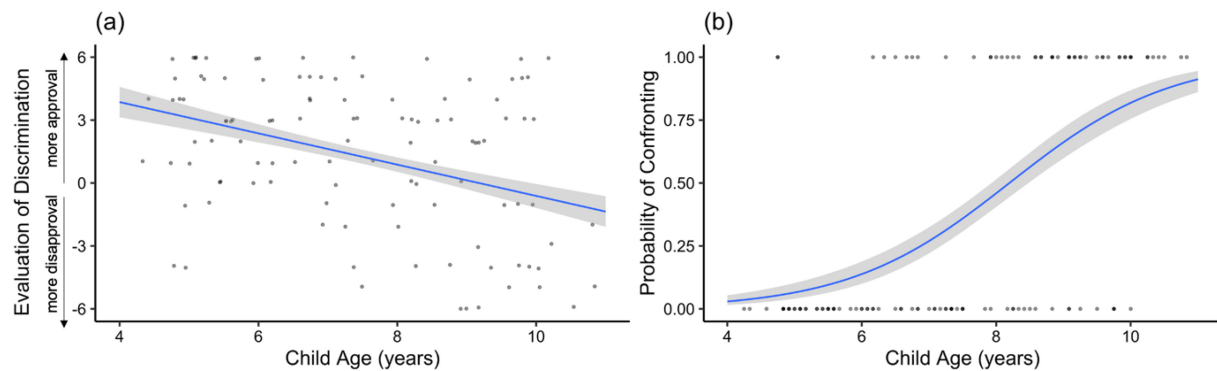 (a)
Evaluation of Discrimination
more disapproval more approval
6
3
0
-3
-6
4 6 8 10
Child Age (years)
(b)
Probability of Confronting
1.00
0.75
0.50
0.25
0.00
4 6 8 10
Child Age (years)